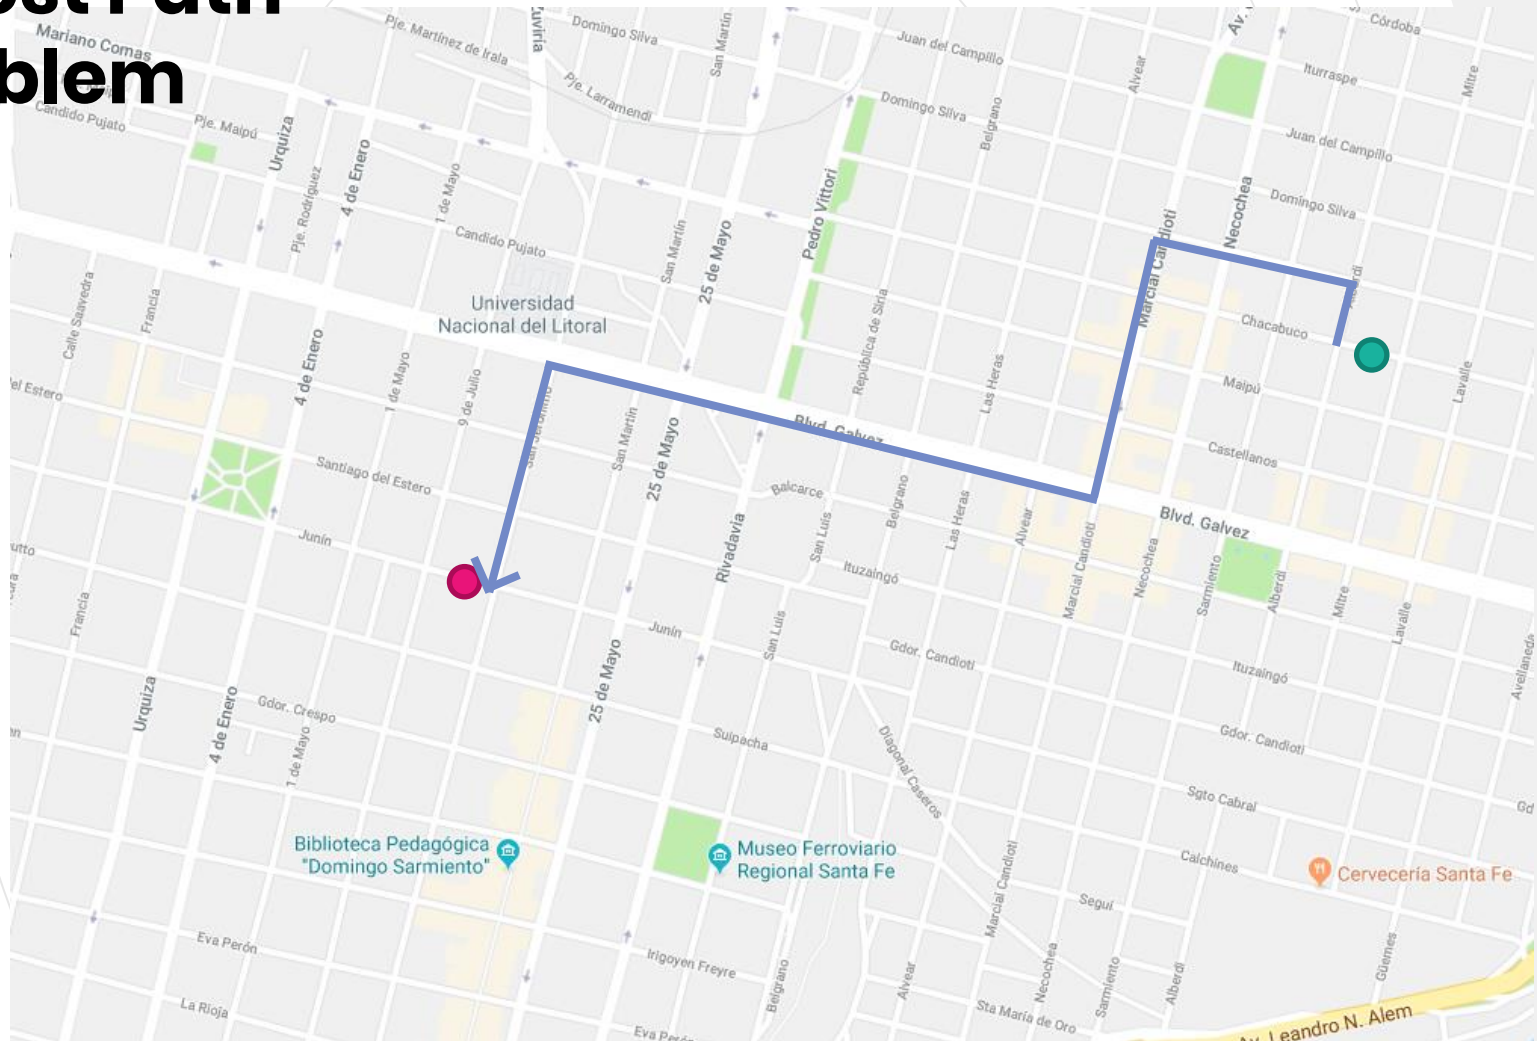 blem
Mariano Comas
Candido Pujato
Pje. Maipú
Urquiza
Pje. Rodríguez
4 de Enero
Pje. Martínez de Irala
Domingo Silva
San Martín
Pje. Larramendi
1 de Mayo
Candido Pujato
San Martín
25 de Mayo
Pedro Vittori
Juan del Campillo
Domingo Silva
Belgrano
Alvear
Córdoba
Iturraspe
Mitre
Juan del Campillo
Domingo Silva
Necochea
Calle Saavedra
Francia
4 de Enero
1 de Mayo
9 de Julio
Universidad
Nacional del Litoral
República de Siria
Las Heras
Chacabuco
Maipú
Lavalle
Castellanos
Santiago del Estero
San Martín
25 de Mayo
Blvd. Galvez
Balcarce
Belgrano
Las Heras
Alvear
Marcial Candioti
Necochea
Blvd. Galvez
Sarmiento
Alberdi
Mitre
Lavalle
Avellaneda
Junín
Rivadavia
San Luis
Ituzaingó
Francia
Junín
San Luis
Gdor. Candioti
Ituzaingó
Urquiza
4 de Enero
Gdor. Crespo
1 de Mayo
25 de Mayo
Suipacha
Diagonal Caseros
Gdor. Candioti
Sgto Cabral
Gd
Biblioteca Pedagógica
"Domingo Sarmiento"
Museo Ferroviario
Regional Santa Fe
Calchines
Cervecería Santa Fe
Marcial Candioti
Seguí
Eva Perón
Irigoyen Freyre
Belgrano
Alvear
Necochea
Sarmiento
Alberdi
Güemes
La Rioja
Sta María de Oro
Av. Leandro N. Alem